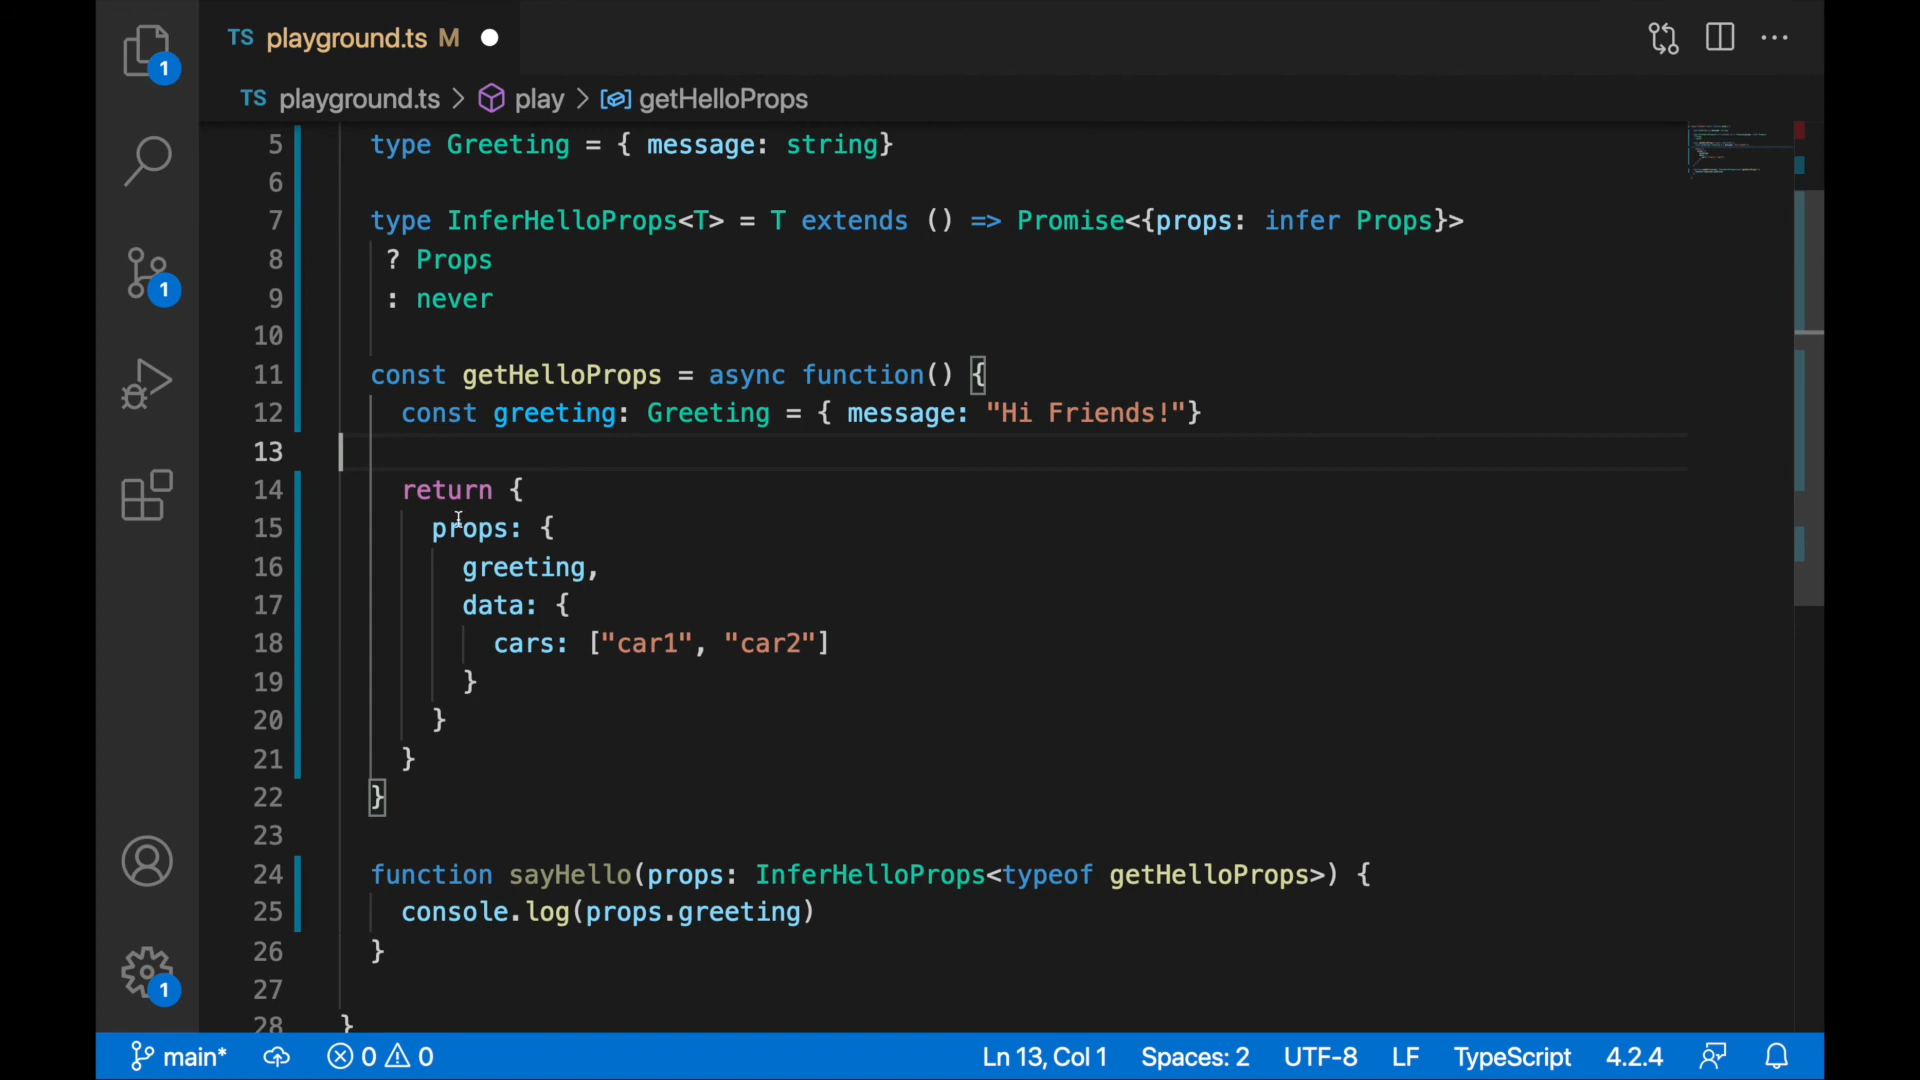 TS playground.ts M
TS playground.ts > play > getHelloProps
1
1
1
5 type Greeting = { message: string}
6
7 type InferHelloProps<T> = T extends () => Promise<{props: infer Props}>
8 ? Props
9 : never
10
11 const getHelloProps = async function() {
12 const greeting: Greeting = { message: "Hi Friends!"}
13
14 return {
15 props: {
16 greeting,
17 data: {
18 cars: ["car1", "car2"]
19 }
20 }
21 }
22 }
23
24 function sayHello(props: InferHelloProps<typeof getHelloProps>) {
25 console.log(props.greeting)
26 }
27
28 }
main* 0 0 Ln 13, Col 1 Spaces: 2 UTF-8 LF TypeScript 4.2.4